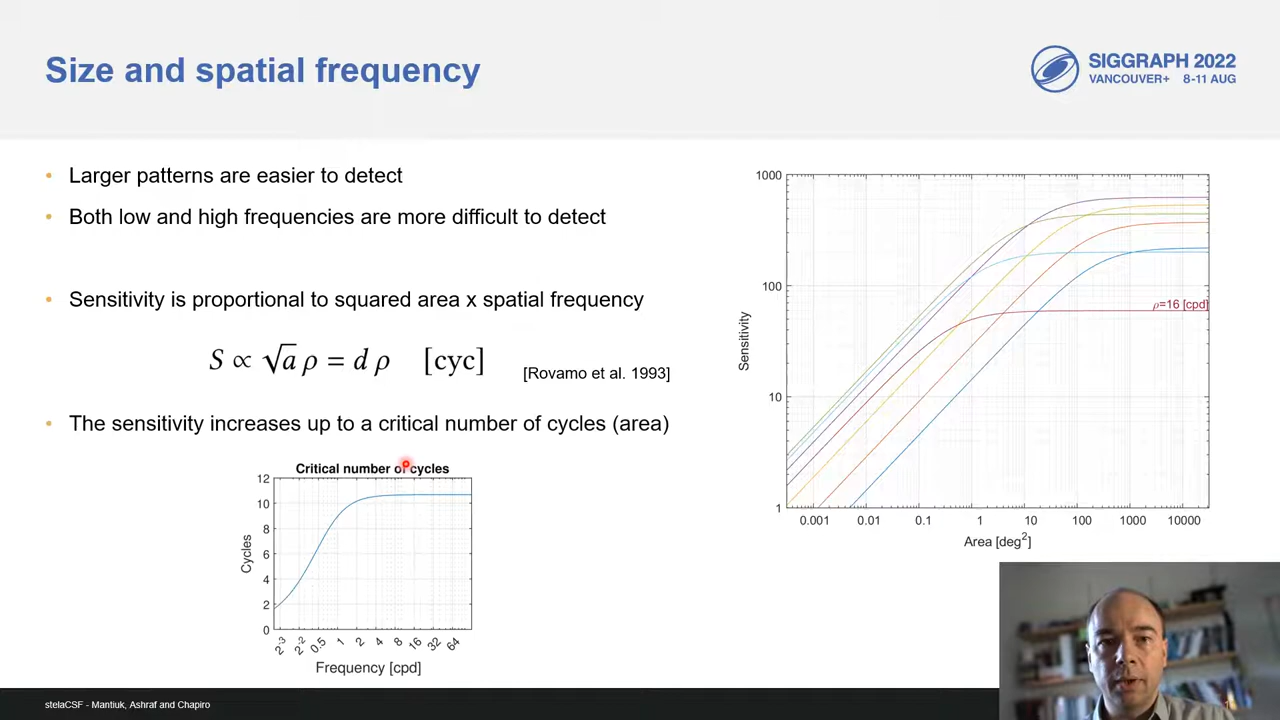 Size and spatial frequency
SIGGRAPH 2022
VANCOUVER+ 8-11 AUG
• Larger patterns are easier to detect
• Both low and high frequencies are more difficult to detect
• Sensitivity is proportional to squared area x spatial frequency
S ∝ √a ρ = d ρ [cyc]
[Rovamo et al. 1993]
• The sensitivity increases up to a critical number of cycles (area)
Critical number of cycles
12
10
8
6
4
2
0
Cycles
2⁻³ 2⁻² 0.5 1 2 4 8 16 32 64
Frequency [cpd]
1000
100
10
1
Sensitivity
ρ=16 [cpd]
0.001 0.01 0.1 1 10 100 1000 10000
Area [deg²]
stelaCSF - Mantiuk, Ashraf and Chapiro